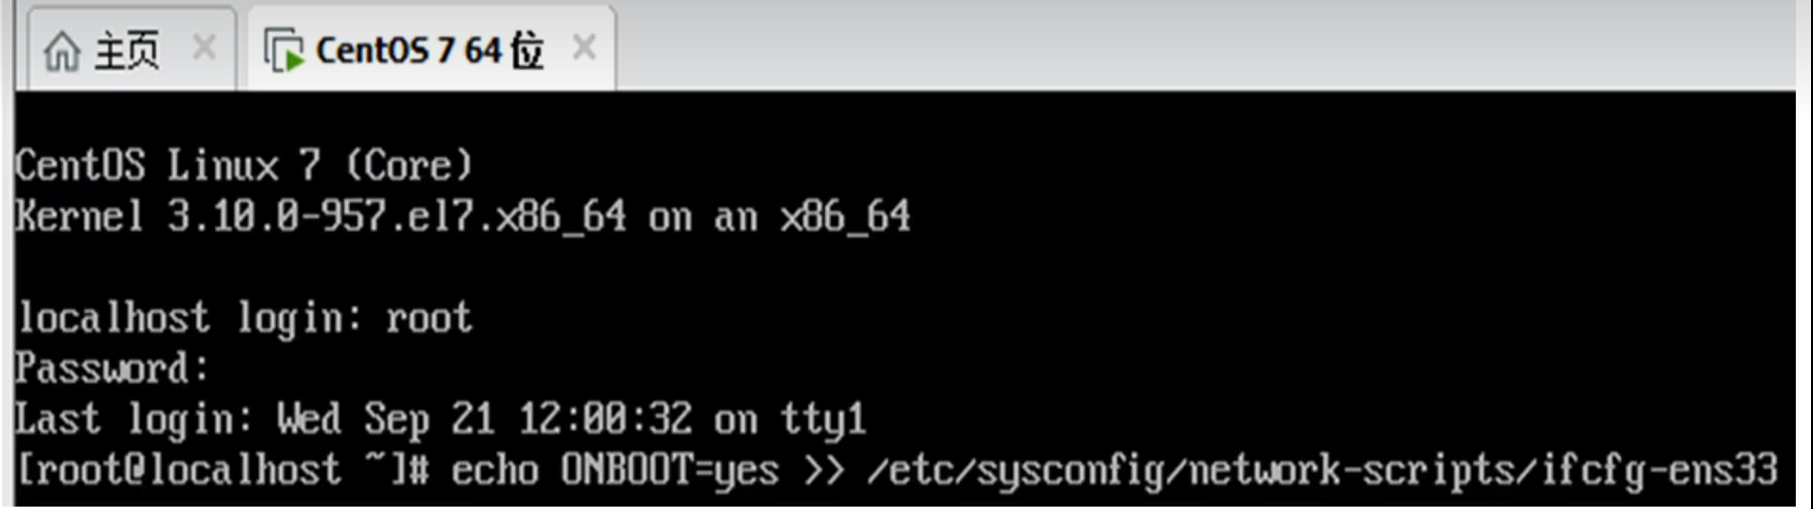 主页
CentOS 7 64 位
CentOS Linux 7 (Core)
Kernel 3.10.0-957.el7.x86_64 on an x86_64
localhost login: root
Password:
Last login: Wed Sep 21 12:00:32 on tty1
[root@localhost ~]# echo ONBOOT=yes >> /etc/sysconfig/network-scripts/ifcfg-ens33